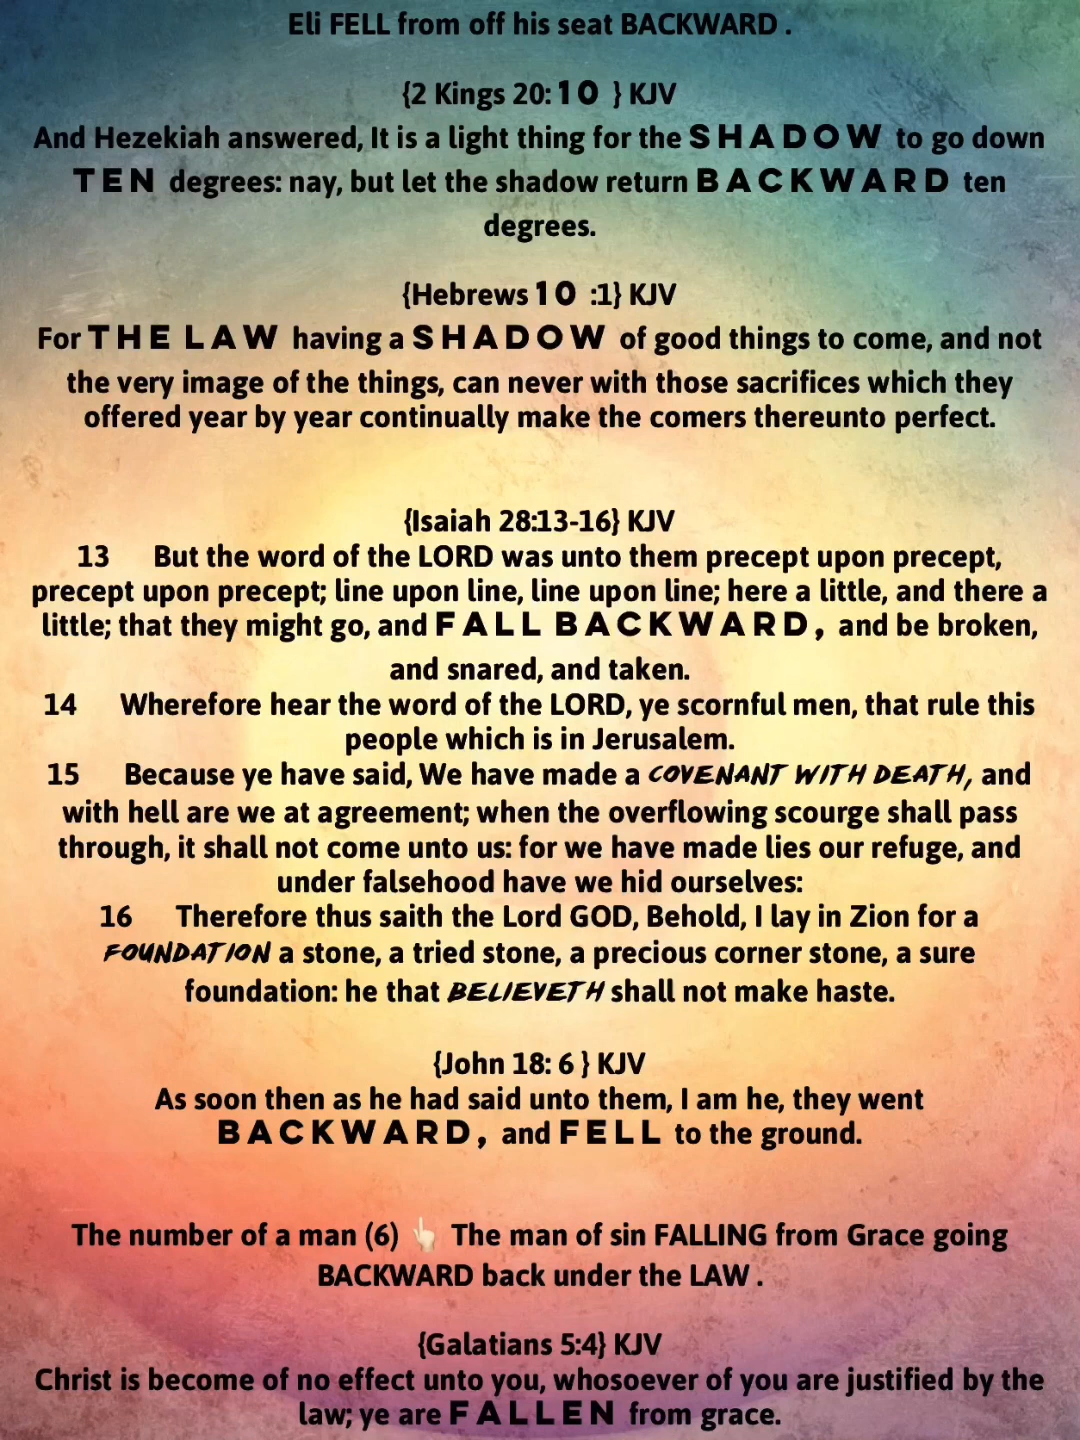 Eli FELL from off his seat BACKWARD .
{2 Kings 20:10 } KJV
And Hezekiah answered, It is a light thing for the SHADOW to go down
TEN degrees: nay, but let the shadow return BACKWARD ten
degrees.
{Hebrews 10 :1} KJV
For THE LAW having a SHADOW of good things to come, and not
the very image of the things, can never with those sacrifices which they
offered year by year continually make the comers thereunto perfect.
{Isaiah 28:13-16} KJV
13 But the word of the LORD was unto them precept upon precept,
precept upon precept; line upon line, line upon line; here a little, and there a
little; that they might go, and FALL BACKWARD, and be broken,
and snared, and taken.
14 Wherefore hear the word of the LORD, ye scornful men, that rule this
people which is in Jerusalem.
15 Because ye have said, We have made a COVENANT WITH DEATH, and
with hell are we at agreement; when the overflowing scourge shall pass
through, it shall not come unto us: for we have made lies our refuge, and
under falsehood have we hid ourselves:
16 Therefore thus saith the Lord GOD, Behold, I lay in Zion for a
FOUNDATION a stone, a tried stone, a precious corner stone, a sure
foundation: he that BELIEVETH shall not make haste.
{John 18: 6 } KJV
As soon then as he had said unto them, I am he, they went
BACKWARD, and FELL to the ground.
The number of a man (6) 👆🏻 The man of sin FALLING from Grace going
BACKWARD back under the LAW .
{Galatians 5:4} KJV
Christ is become of no effect unto you, whosoever of you are justified by the
law; ye are FALLEN from grace.